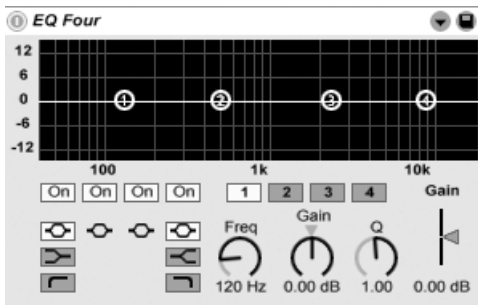 EQ Four
12
6
0
-6
-12
1 2 3 4
100 1k 10k
On On On On 1 2 3 4 Gain
Freq Gain Q
120 Hz 0.00 dB 1.00 0.00 dB